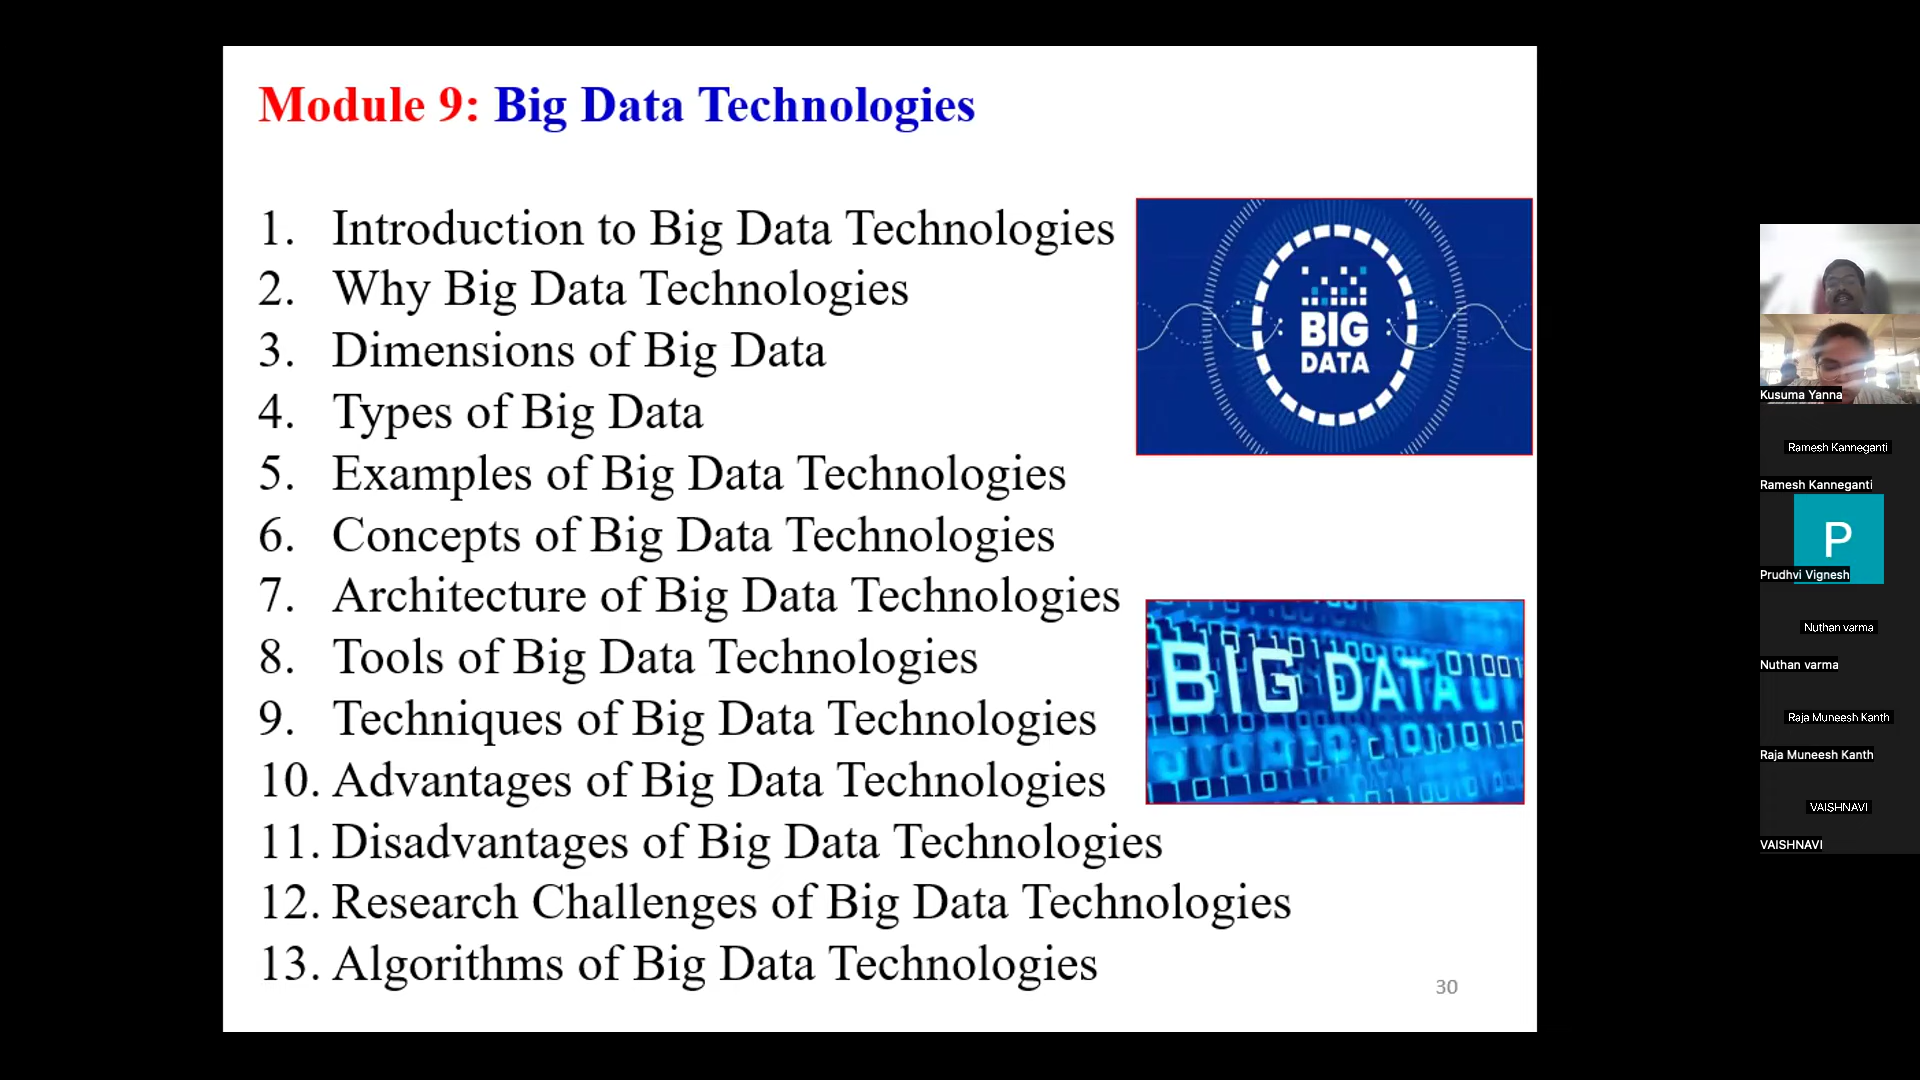 Module 9: Big Data Technologies
1. Introduction to Big Data Technologies
2. Why Big Data Technologies
3. Dimensions of Big Data
4. Types of Big Data
5. Examples of Big Data Technologies
6. Concepts of Big Data Technologies
7. Architecture of Big Data Technologies
8. Tools of Big Data Technologies
9. Techniques of Big Data Technologies
10. Advantages of Big Data Technologies
11. Disadvantages of Big Data Technologies
12. Research Challenges of Big Data Technologies
13. Algorithms of Big Data Technologies
BIG
DATA
BIG DATA
30
Kusuma Yanna
Ramesh Kanneganti
Ramesh Kanneganti
P
Prudhvi Vignesh
Nuthan varma
Nuthan varma
Raja Muneesh Kanth
Raja Muneesh Kanth
VAISHNAVI
VAISHNAVI